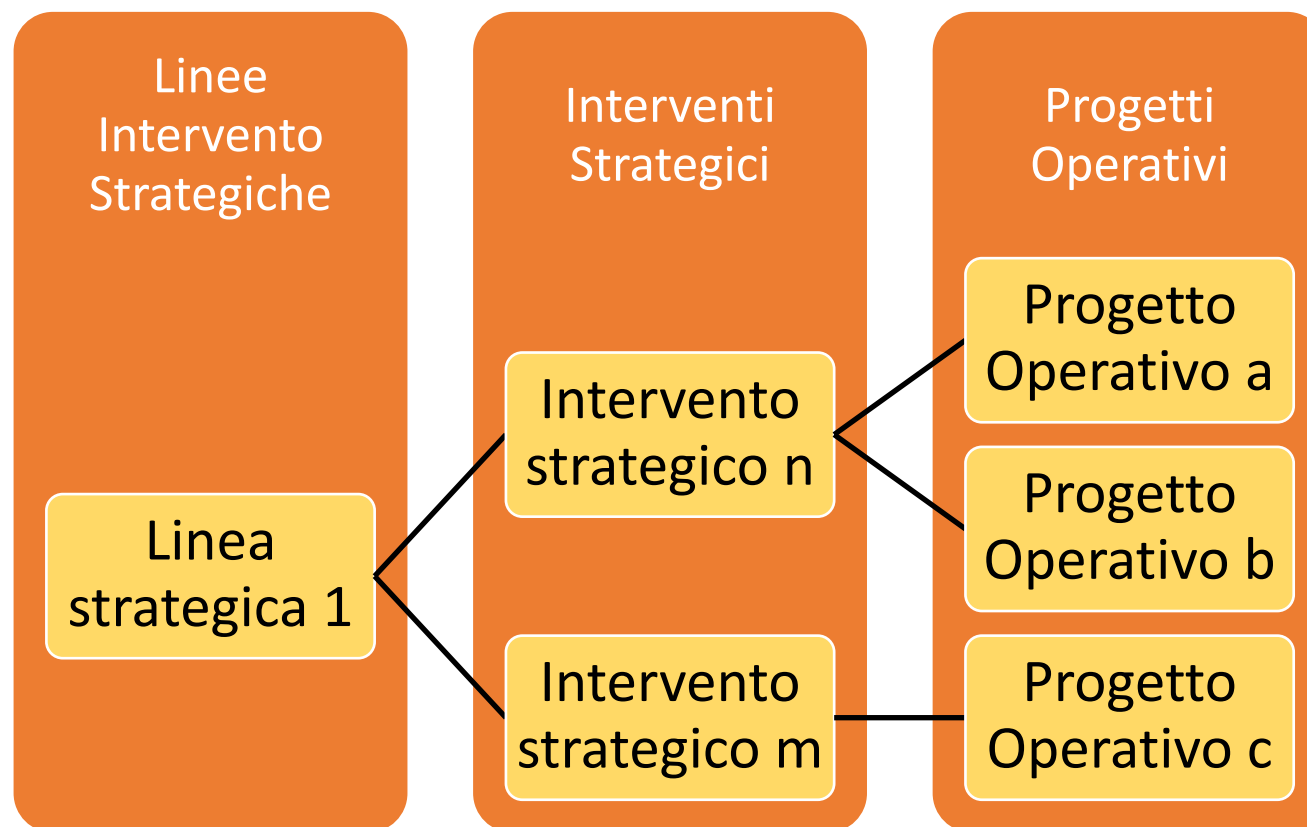 Linee
Intervento
Strategiche
Interventi
Strategici
Progetti
Operativi
Linea
strategica 1
Intervento
strategico n
Intervento
strategico m
Progetto
Operativo a
Progetto
Operativo b
Progetto
Operativo c